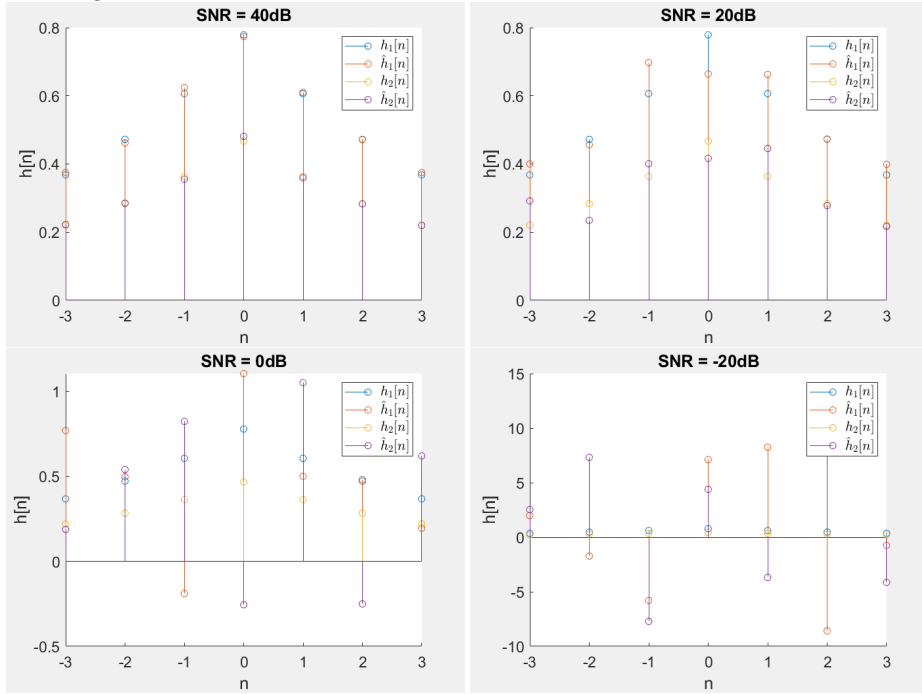 SNR = 40dB
0.8
0.6
0.4
0.2
0
h[n]
-3 -2 -1 0 1 2 3
n
h₁[n]
ĥ₁[n]
h₂[n]
ĥ₂[n]
SNR = 20dB
0.8
0.6
0.4
0.2
0
h[n]
-3 -2 -1 0 1 2 3
n
h₁[n]
ĥ₁[n]
h₂[n]
ĥ₂[n]
SNR = 0dB
1
0.5
0
-0.5
h[n]
-3 -2 -1 0 1 2 3
n
h₁[n]
ĥ₁[n]
h₂[n]
ĥ₂[n]
SNR = -20dB
15
10
5
0
-5
-10
h[n]
-3 -2 -1 0 1 2 3
n
h₁[n]
ĥ₁[n]
h₂[n]
ĥ₂[n]